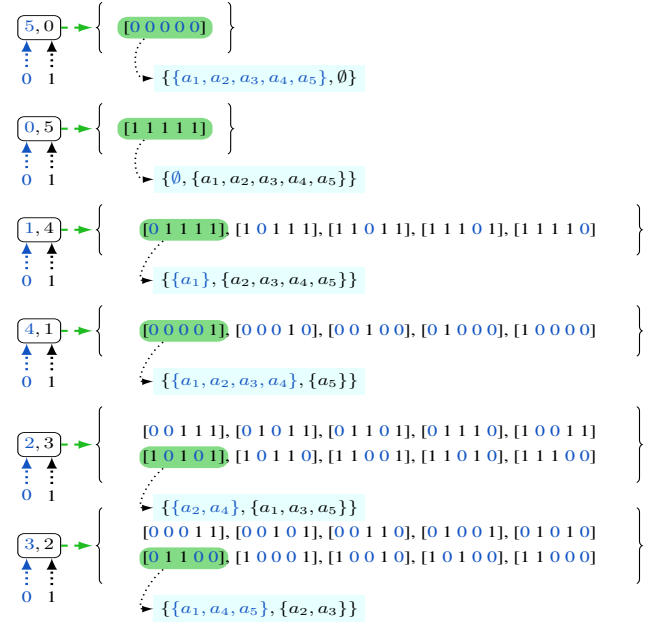 5, 0 { [0 0 0 0 0] }
0 1 {{a₁, a₂, a₃, a₄, a₅}, ∅}
0, 5 { [1 1 1 1 1] }
0 1 {∅, {a₁, a₂, a₃, a₄, a₅}}
1, 4 { [0 1 1 1 1], [1 0 1 1 1], [1 1 0 1 1], [1 1 1 0 1], [1 1 1 1 0] }
0 1 {{a₁}, {a₂, a₃, a₄, a₅}}
4, 1 { [0 0 0 0 1], [0 0 0 1 0], [0 0 1 0 0], [0 1 0 0 0], [1 0 0 0 0] }
0 1 {{a₁, a₂, a₃, a₄}, {a₅}}
[0 0 1 1 1], [0 1 0 1 1], [0 1 1 0 1], [0 1 1 1 0], [1 0 0 1 1]
2, 3 { }
[1 0 1 0 1], [1 0 1 1 0], [1 1 0 0 1], [1 1 0 1 0], [1 1 1 0 0]
0 1 {{a₂, a₄}, {a₁, a₃, a₅}}
[0 0 0 1 1], [0 0 1 0 1], [0 0 1 1 0], [0 1 0 0 1], [0 1 0 1 0]
3, 2 { }
[0 1 1 0 0], [1 0 0 0 1], [1 0 0 1 0], [1 0 1 0 0], [1 1 0 0 0]
0 1 {{a₁, a₄, a₅}, {a₂, a₃}}